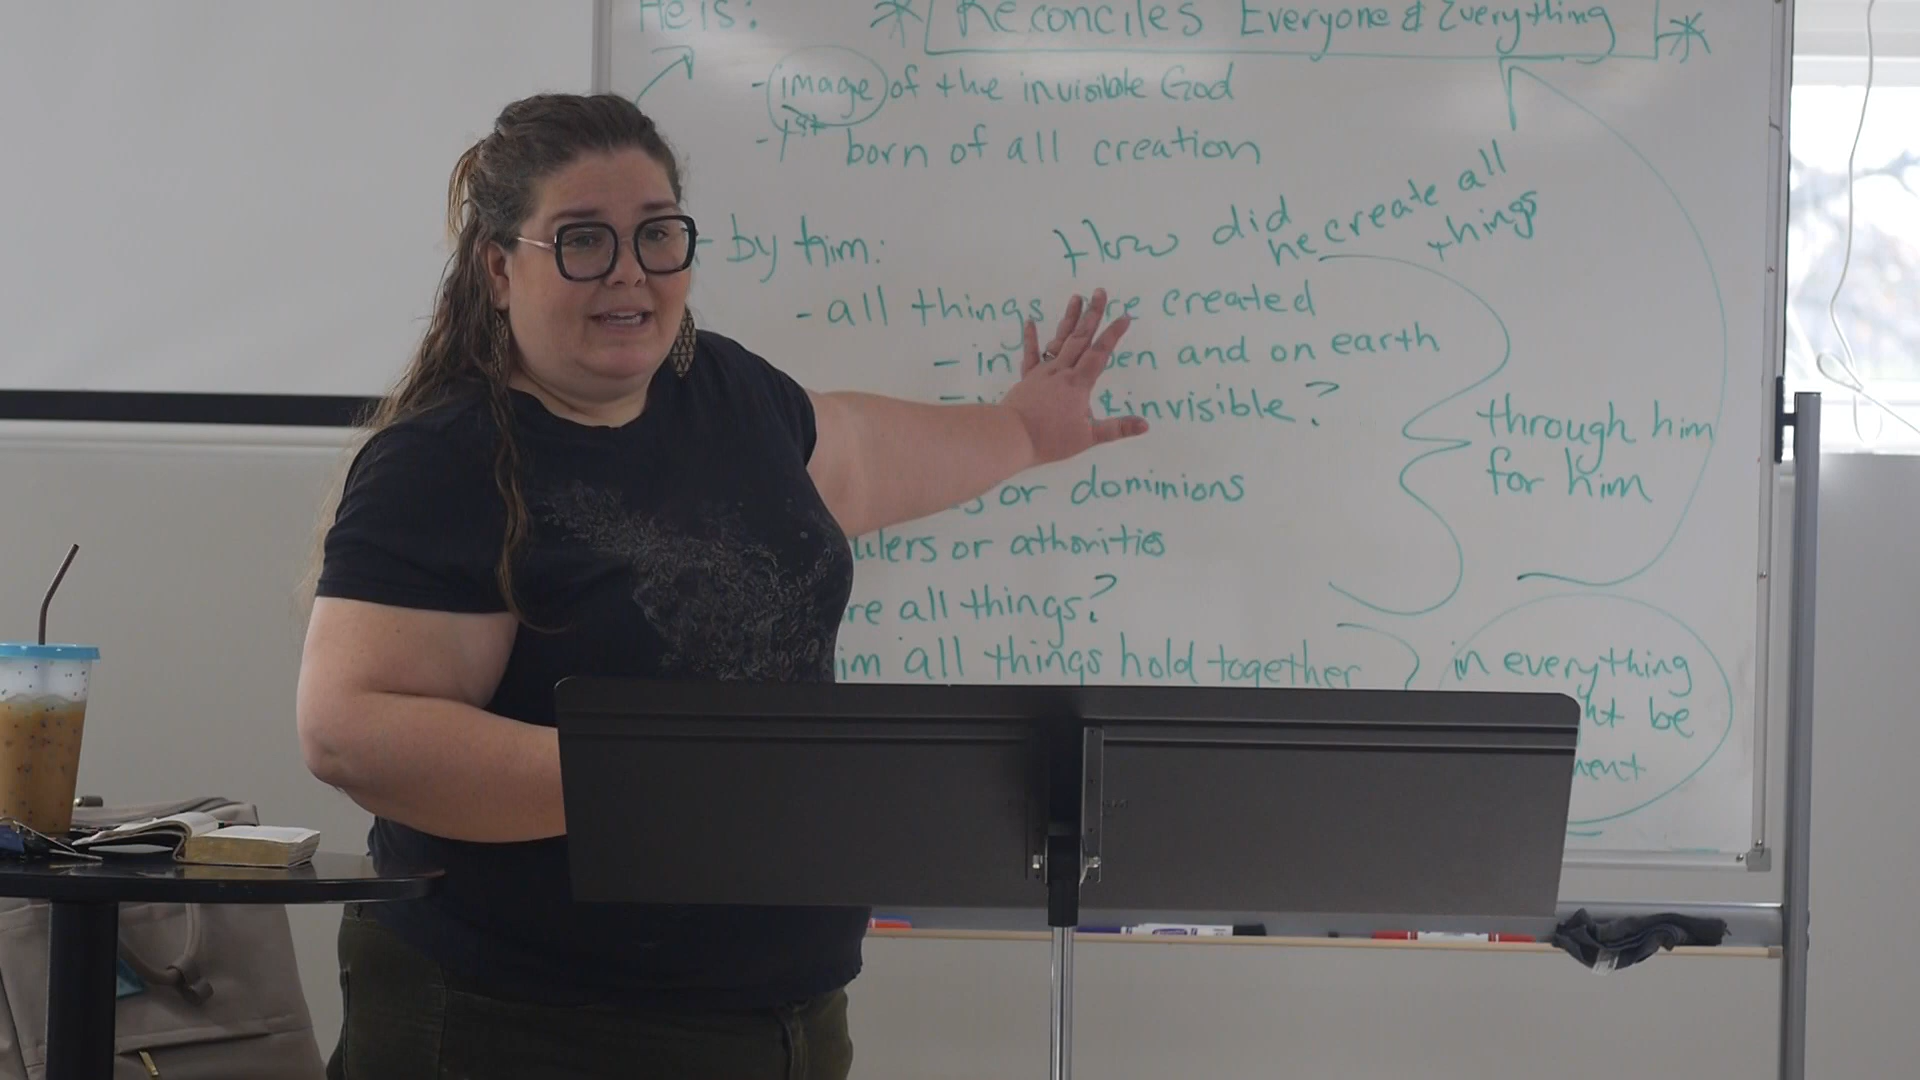 He is:
Reconciles Everyone & Everything
- image of the invisible God
- 1st born of all creation
- by him:
How did he create all things
- all things are created
- in and on earth
- & invisible?
or dominions
or athorities
all things?
all things hold together
through him
for him
in everything
be